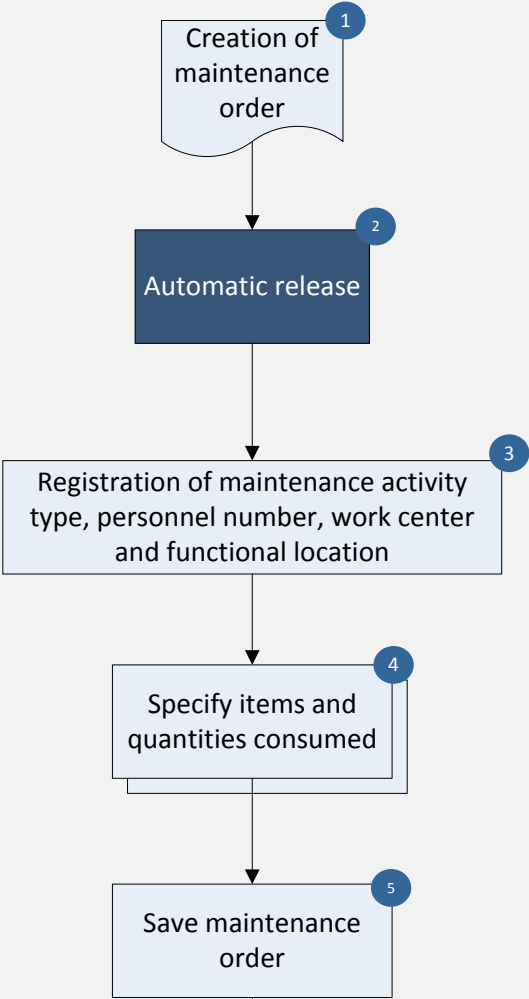 1
Creation of
maintenance
order
2
Automatic release
3
Registration of maintenance activity
type, personnel number, work center
and functional location
4
Specify items and
quantities consumed
5
Save maintenance
order